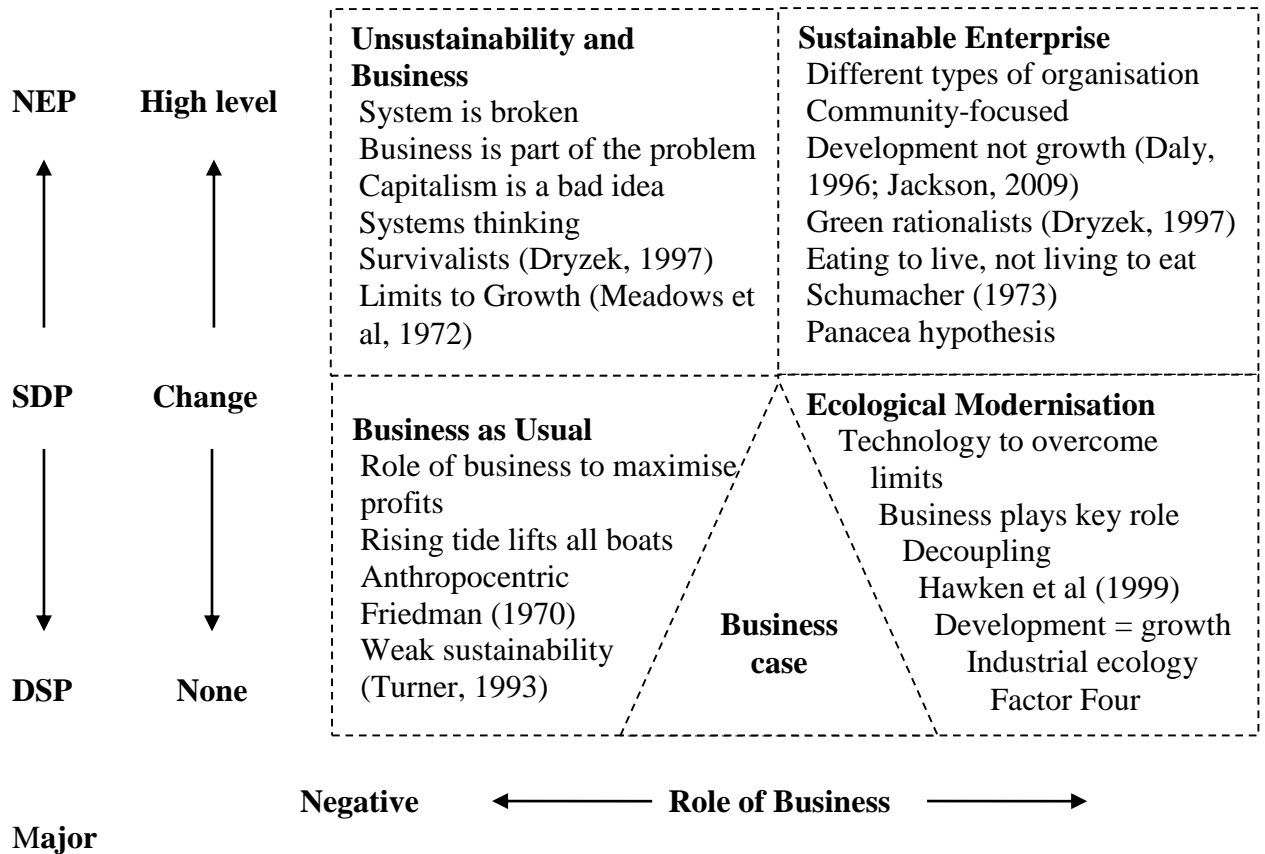 Unsustainability and
Business
System is broken
Business is part of the problem
Capitalism is a bad idea
Systems thinking
Survivalists (Dryzek, 1997)
Limits to Growth (Meadows et
al, 1972)
Sustainable Enterprise
Different types of organisation
Community-focused
Development not growth (Daly,
1996; Jackson, 2009)
Green rationalists (Dryzek, 1997)
Eating to live, not living to eat
Schumacher (1973)
Panacea hypothesis
NEP
High level
SDP
Change
DSP
None
Business as Usual
Role of business to maximise
profits
Rising tide lifts all boats
Anthropocentric
Friedman (1970)
Weak sustainability
(Turner, 1993)
Business
case
Ecological Modernisation
Technology to overcome
limits
Business plays key role
Decoupling
Hawken et al (1999)
Development = growth
Industrial ecology
Factor Four
Negative
Role of Business
Major